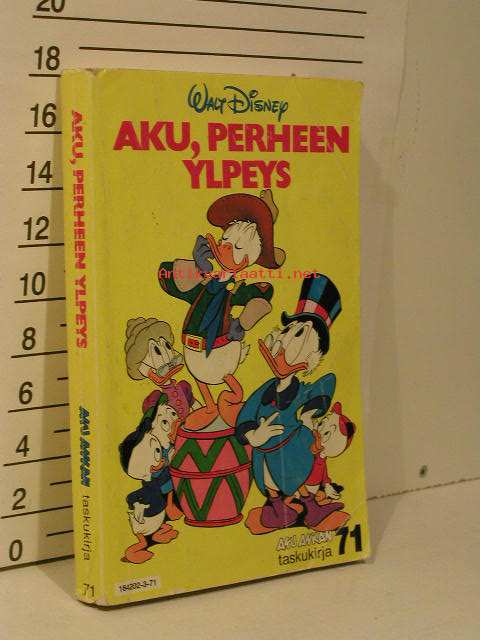 20
18
16
14
12
10
8
6
4
2
0
WALT DISNEY
AKU, PERHEEN
YLPEYS
Antikvariaatti.net
AKU ANKAN
taskukirja 71
184202-3-71
AKU, PERHEEN YLPEYS
AKU ANKAN
taskukirja
71